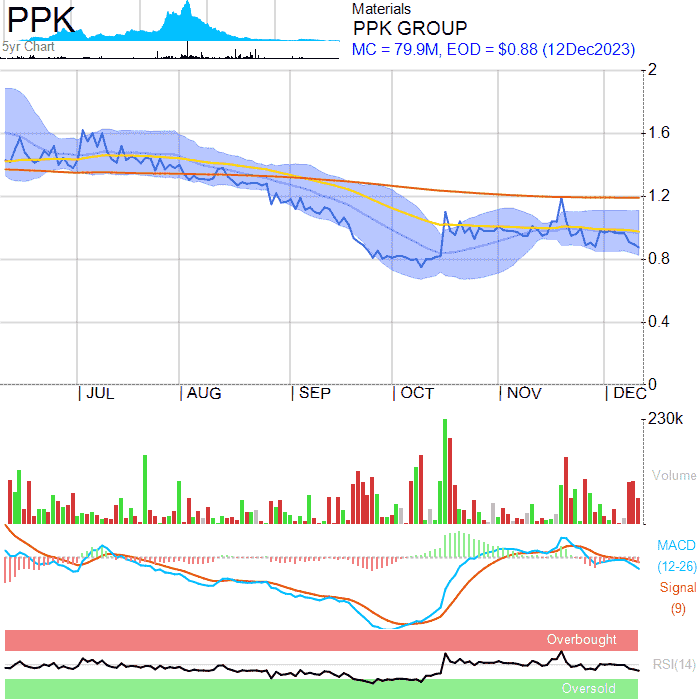 PPK
5yr Chart
Materials
PPK GROUP
MC = 79.9M, EOD = $0.88 (12Dec2023)
2
1.6
1.2
0.8
0.4
0
| JUL
| AUG
| SEP
| OCT
| NOV
| DEC
230k
Volume
MACD
(12-26)
Signal
(9)
Overbought
RSI(14)
Oversold